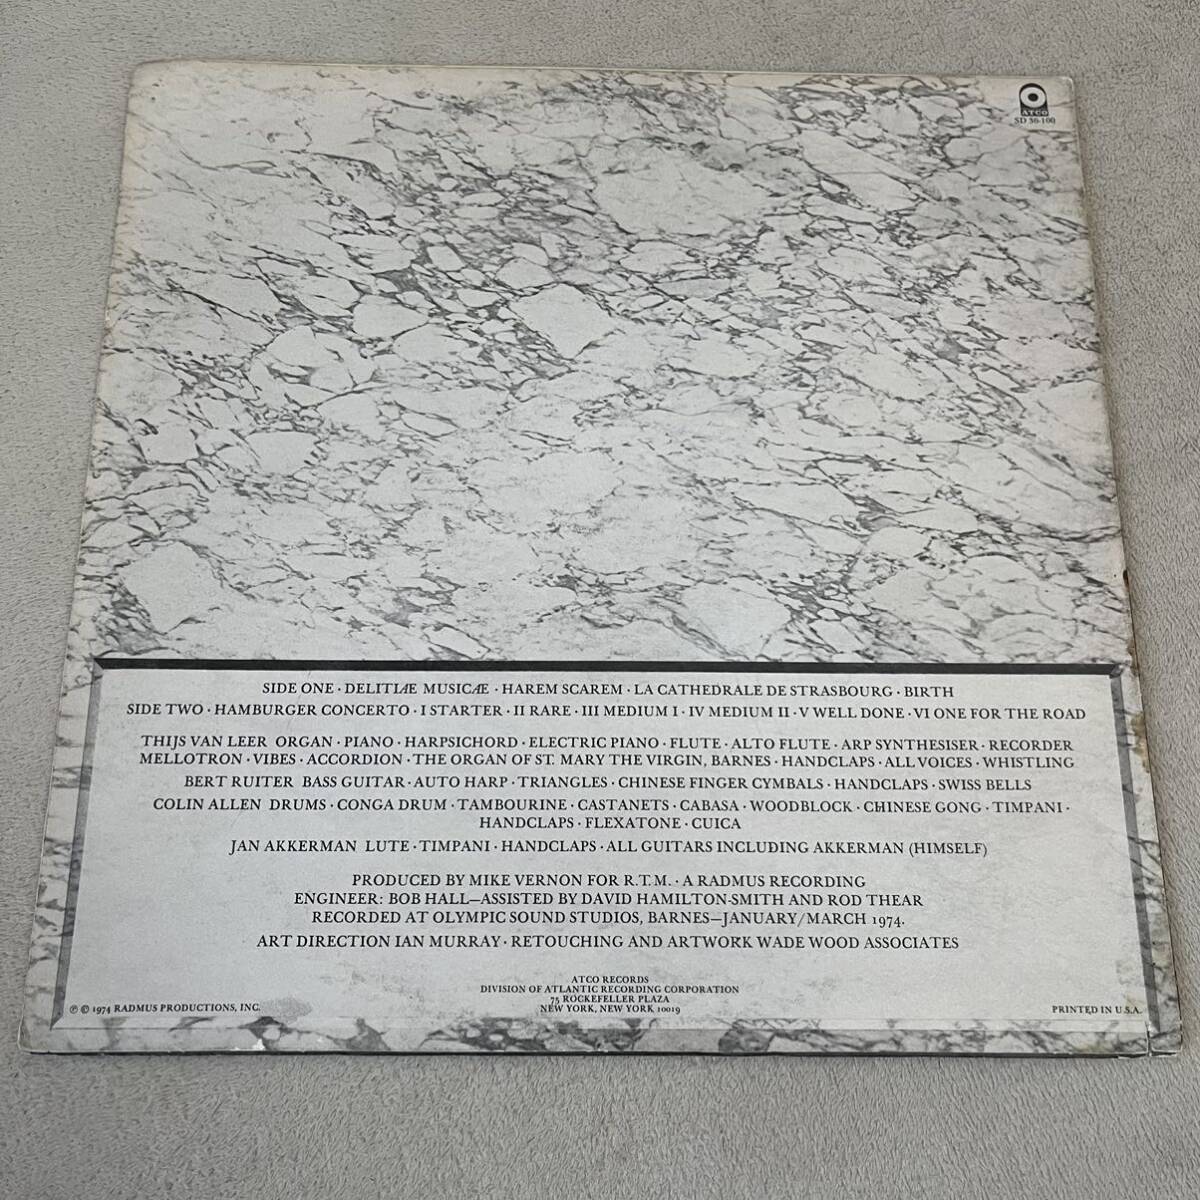 ATCO
SD 36-100
SIDE ONE · DELITIÆ MUSICÆ · HAREM SCAREM · LA CATHEDRALE DE STRASBOURG · BIRTH
SIDE TWO · HAMBURGER CONCERTO · I STARTER · II RARE · III MEDIUM I · IV MEDIUM II · V WELL DONE · VI ONE FOR THE ROAD
THIJS VAN LEER ORGAN · PIANO · HARPSICHORD · ELECTRIC PIANO · FLUTE · ALTO FLUTE · ARP SYNTHESISER · RECORDER
MELLOTRON · VIBES · ACCORDION · THE ORGAN OF ST. MARY THE VIRGIN, BARNES · HANDCLAPS · ALL VOICES · WHISTLING
BERT RUITER BASS GUITAR · AUTO HARP · TRIANGLES · CHINESE FINGER CYMBALS · HANDCLAPS · SWISS BELLS
COLIN ALLEN DRUMS · CONGA DRUM · TAMBOURINE · CASTANETS · CABASA · WOODBLOCK · CHINESE GONG · TIMPANI ·
HANDCLAPS · FLEXATONE · CUICA
JAN AKKERMAN LUTE · TIMPANI · HANDCLAPS · ALL GUITARS INCLUDING AKKERMAN (HIMSELF)
PRODUCED BY MIKE VERNON FOR R.T.M. · A RADMUS RECORDING
ENGINEER: BOB HALL—ASSISTED BY DAVID HAMILTON-SMITH AND ROD THEAR
RECORDED AT OLYMPIC SOUND STUDIOS, BARNES—JANUARY/MARCH 1974.
ART DIRECTION IAN MURRAY · RETOUCHING AND ARTWORK WADE WOOD ASSOCIATES
ATCO RECORDS
DIVISION OF ATLANTIC RECORDING CORPORATION
75 ROCKEFELLER PLAZA
NEW YORK, NEW YORK 10019
℗ © 1974 RADMUS PRODUCTIONS, INC.
PRINTED IN U.S.A.